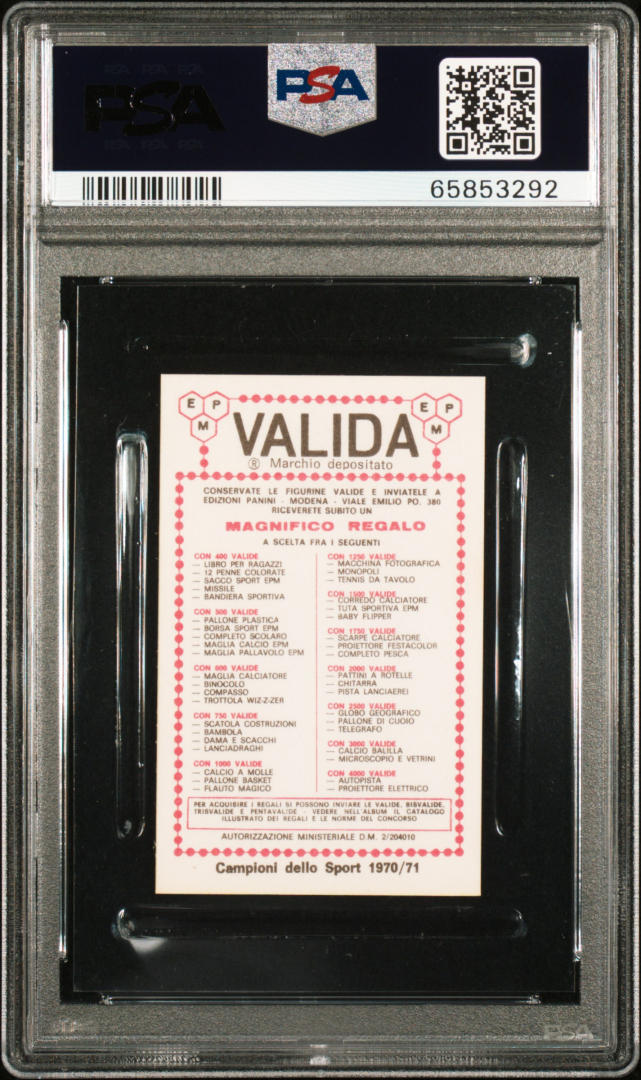 PSA
PSA
65853292
E P M
E P M
VALIDA
® Marchio depositato
CONSERVATE LE FIGURINE VALIDE E INVIATELE A
EDIZIONI PANINI - MODENA - VIALE EMILIO PO. 380
RICEVERETE SUBITO UN
MAGNIFICO REGALO
A SCELTA FRA I SEGUENTI
CON 400 VALIDE
— LIBRO PER RAGAZZI
— 12 PENNE COLORATE
— SACCO SPORT EPM
— MISSILE
— BANDIERA SPORTIVA
CON 500 VALIDE
— PALLONE PLASTICA
— BORSA SPORT EPM
— COMPLETO SCOLARO
— MAGLIA CALCIO EPM
— MAGLIA PALLAVOLO EPM
CON 600 VALIDE
— MAGLIA CALCIATORE
— BINOCOLO
— COMPASSO
— TROTTOLA WIZ-Z-ZER
CON 750 VALIDE
— SCATOLA COSTRUZIONI
— BAMBOLA
— DAMA E SCACCHI
— LANCIADRAGHI
CON 1000 VALIDE
— CALCIO A MOLLE
— PALLONE BASKET
— FLAUTO MAGICO
CON 1250 VALIDE
— MACCHINA FOTOGRAFICA
— MONOPOLI
— TENNIS DA TAVOLO
CON 1500 VALIDE
— CORREDO CALCIATORE
— TUTA SPORTIVA EPM
— BABY FLIPPER
CON 1750 VALIDE
— SCARPE CALCIATORE
— PROIETTORE FESTACOLOR
— COMPLETO PESCA
CON 2000 VALIDE
— PATTINI A ROTELLE
— CHITARRA
— PISTA LANCIAEREI
CON 2500 VALIDE
— GLOBO GEOGRAFICO
— PALLONE DI CUOIO
— TELEGRAFO
CON 3000 VALIDE
— CALCIO BALILLA
— MICROSCOPIO E VETRINI
CON 4000 VALIDE
— AUTOPISTA
— PROIETTORE ELETTRICO
PER ACQUISIRE I REGALI SI POSSONO INVIARE LE VALIDE, BISVALIDE,
TRISVALIDE E PENTAVALIDE - VEDERE NELL'ALBUM IL CATALOGO
ILLUSTRATO DEI REGALI E LE NORME DEL CONCORSO
AUTORIZZAZIONE MINISTERIALE D.M. 2/204010
Campioni dello Sport 1970/71
PSA